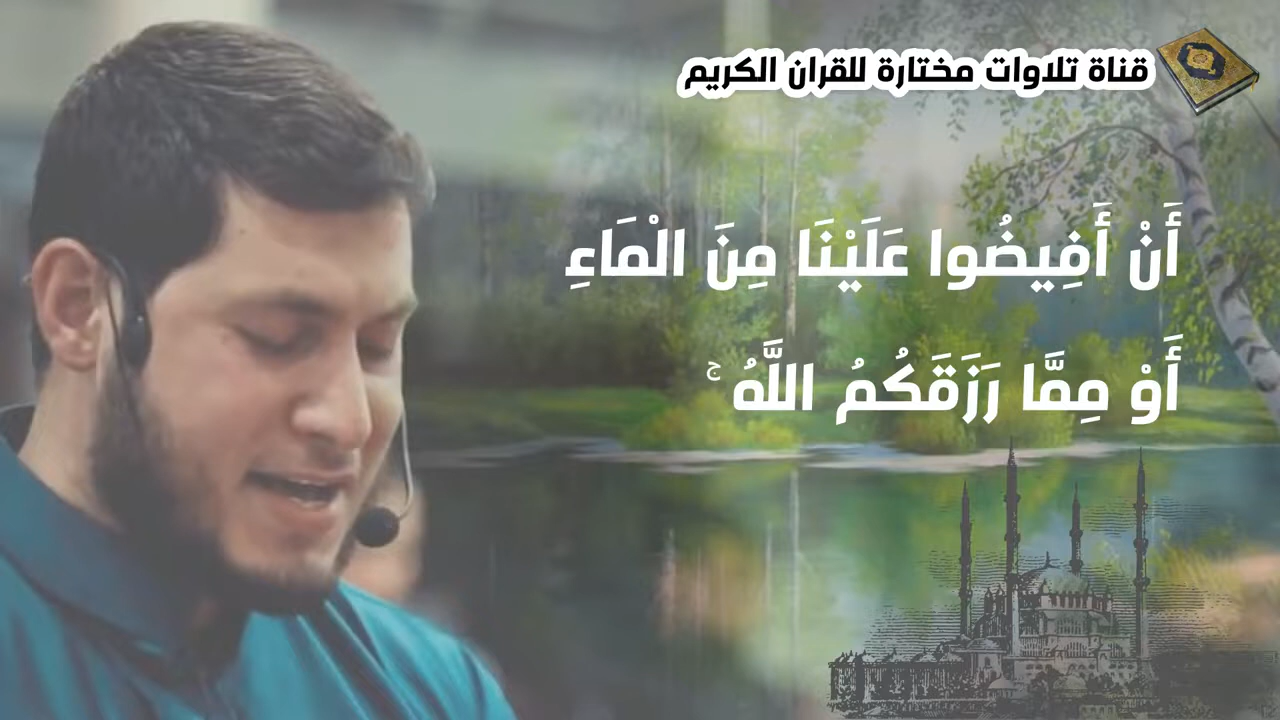 قناة تلاوات مختارة للقران الكريم
أَنْ أَفِيضُوا عَلَيْنَا مِنَ الْمَاءِ
أَوْ مِمَّا رَزَقَكُمُ اللَّهُ ۚ